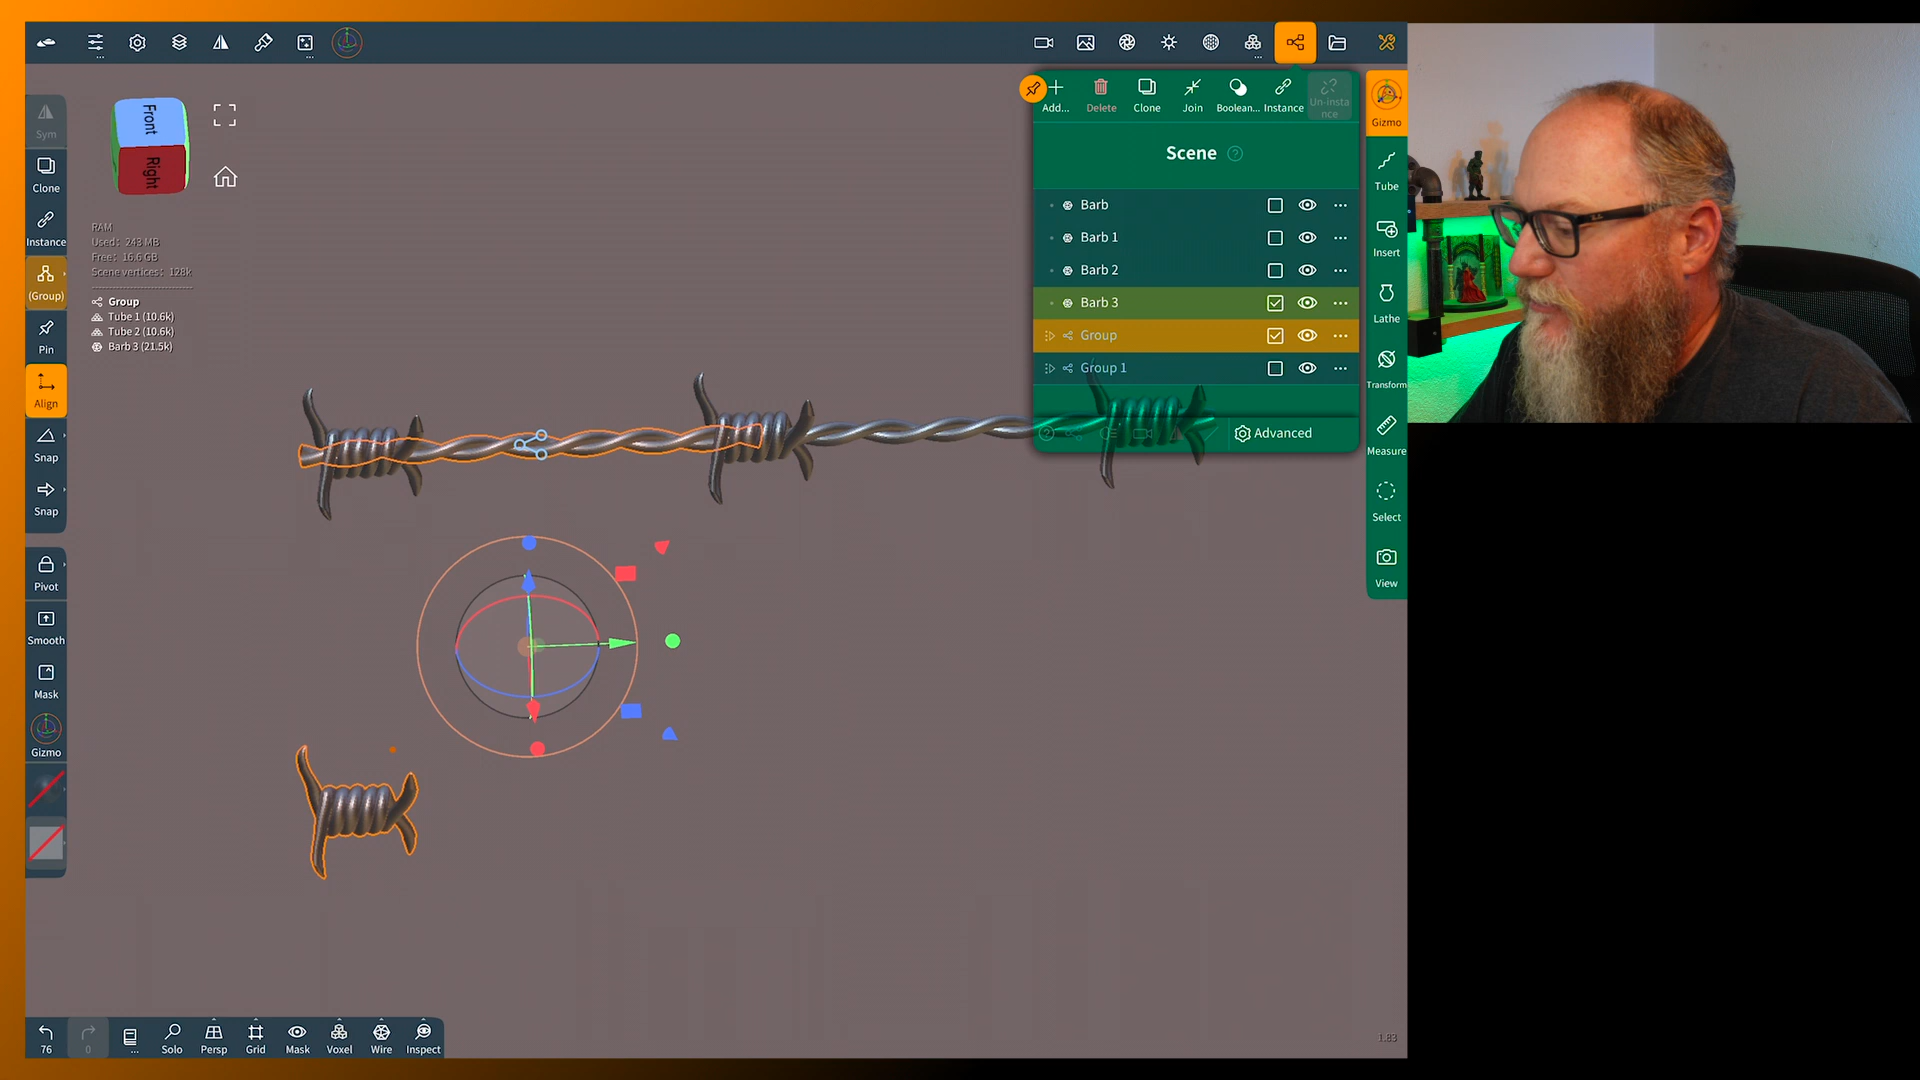 Sym
Clone
Instance
(Group)
Pin
Align
Snap
Snap
Pivot
Smooth
Mask
Gizmo
Front
Right
RAM
Used: 243 MB
Free: 16.6 GB
Scene vertices: 128k
Group
Tube 1 (10.6k)
Tube 2 (10.6k)
Barb 3 (21.5k)
Add...
Delete
Clone
Join
Boolean...
Instance
Un-insta
nce
Scene
Barb
Barb 1
Barb 2
Barb 3
Group
Group 1
Advanced
Gizmo
Tube
Insert
Lathe
Transform
Measure
Select
View
76
0
...
Solo
Persp
Grid
Mask
Voxel
Wire
Inspect
1.83